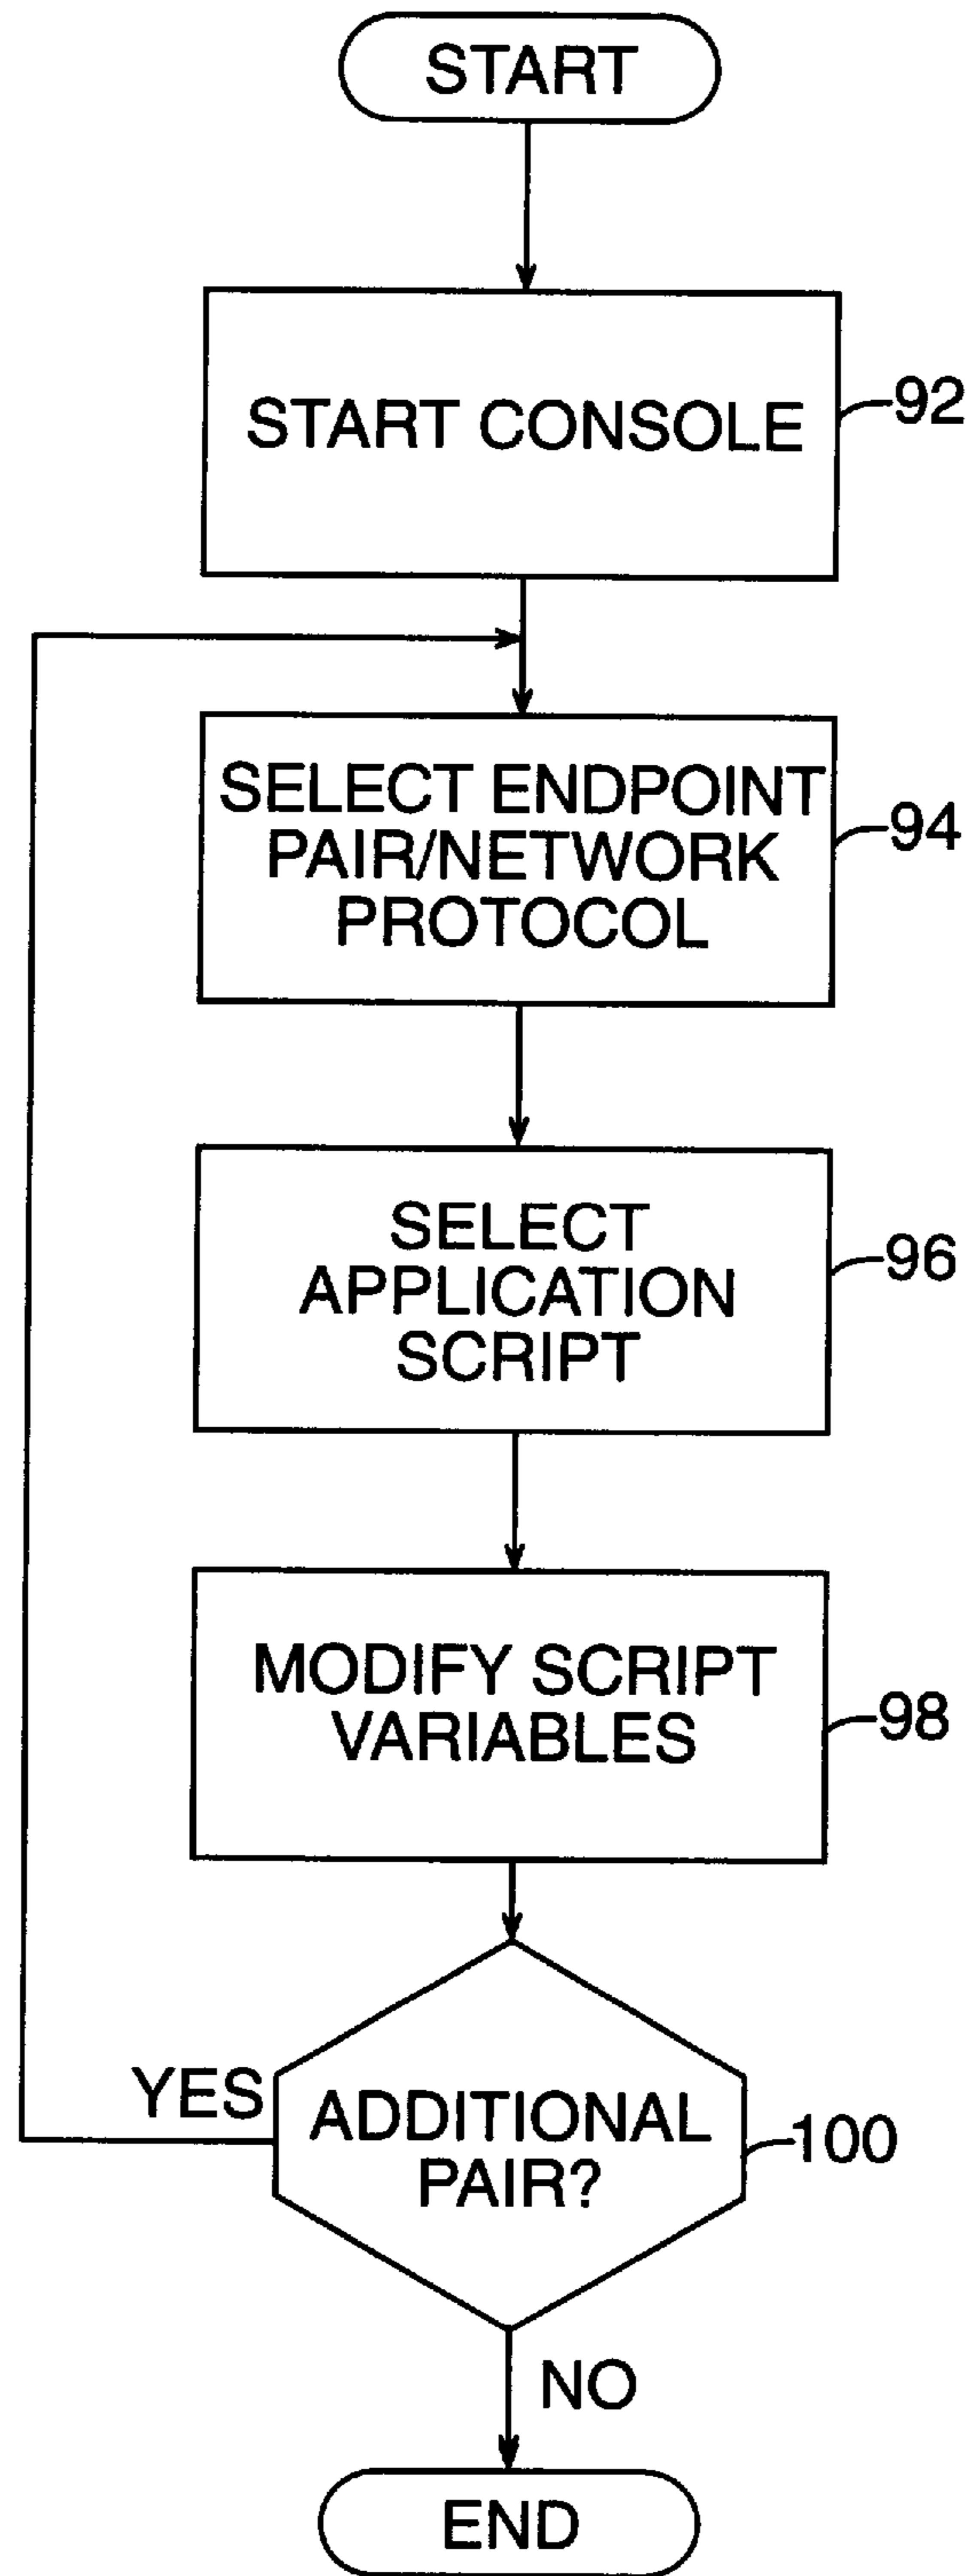 START
START CONSOLE
92
SELECT ENDPOINT
PAIR/NETWORK
PROTOCOL
94
SELECT
APPLICATION
SCRIPT
96
MODIFY SCRIPT
VARIABLES
98
YES
ADDITIONAL
PAIR?
100
NO
END